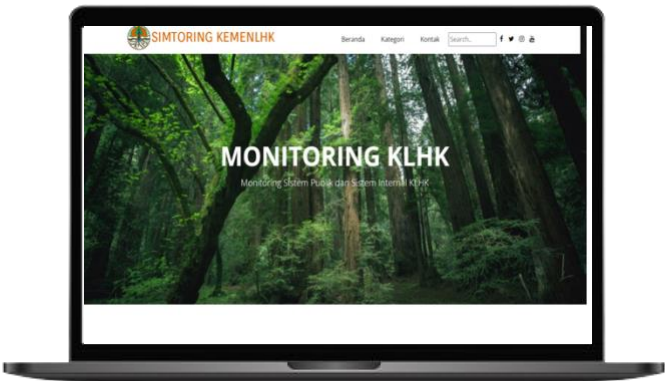 SIMTORING KEMENLHK
Beranda Kategori Kontak Search..
MONITORING KLHK
Monitoring Sistem Publik dan Sistem Internal KLHK